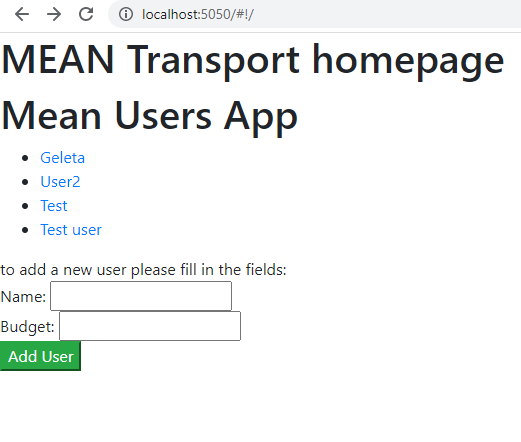 localhost:5050/#!/
MEAN Transport homepage
Mean Users App
Geleta
User2
Test
Test user
to add a new user please fill in the fields:
Name:
Budget:
Add User